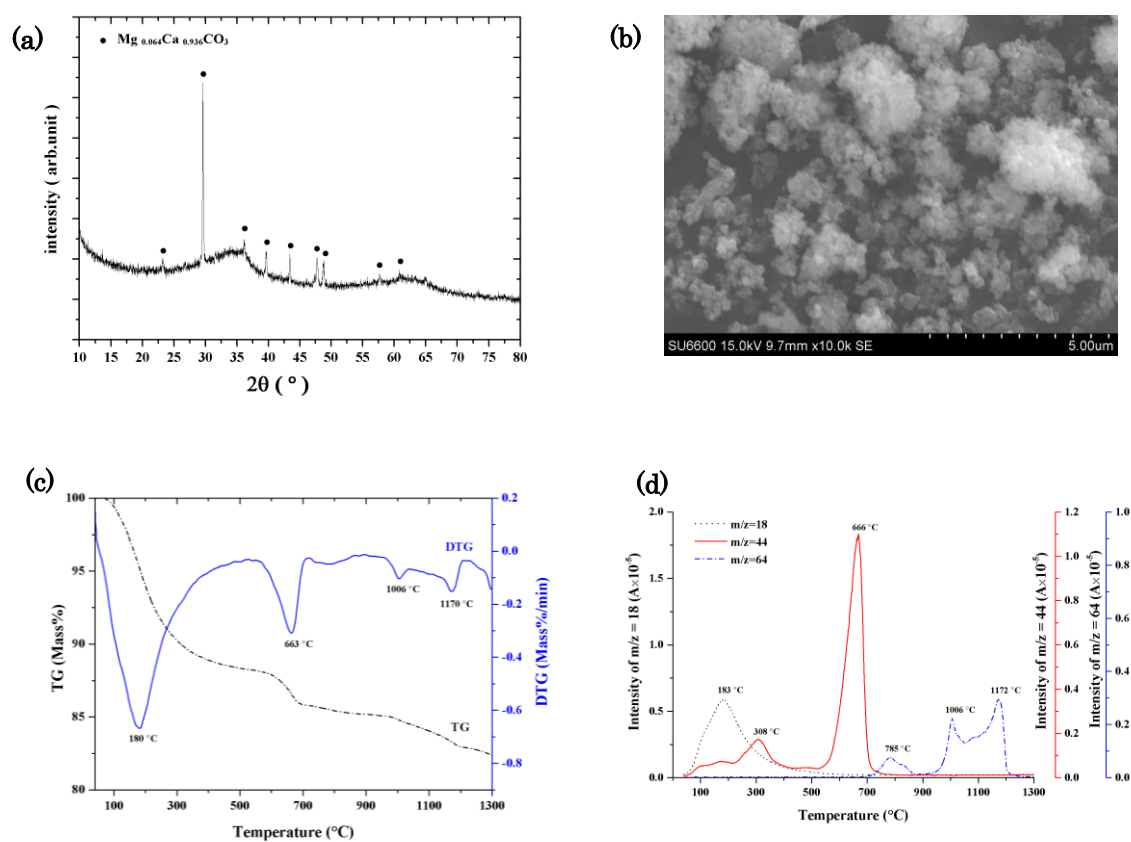 (a)
● Mg 0.064Ca 0.936CO3
intensity ( arb.unit )
10 15 20 25 30 35 40 45 50 55 60 65 70 75 80
2θ ( ° )
(b)
SU6600 15.0kV 9.7mm x10.0k SE
5.00um
(c)
100
95
90
85
80
TG (Mass%)
0.2
0.0
-0.2
-0.4
-0.6
-0.8
DTG (Mass%/min)
DTG
1006 °C
1170 °C
663 °C
180 °C
TG
100 300 500 700 900 1100 1300
Temperature (°C)
(d)
m/z=18
m/z=44
m/z=64
2.0
1.5
1.0
0.5
0.0
Intensity of m/z = 18 (A×10-5)
666 °C
183 °C
308 °C
785 °C
1006 °C
1172 °C
1.2
1.0
0.8
0.6
0.4
0.2
0.0
Intensity of m/z = 44 (A×10-5)
1.0
0.8
0.6
0.4
0.2
0.0
Intensity of m/z = 64 (A×10-5)
100 300 500 700 900 1100 1300
Temperature (°C)